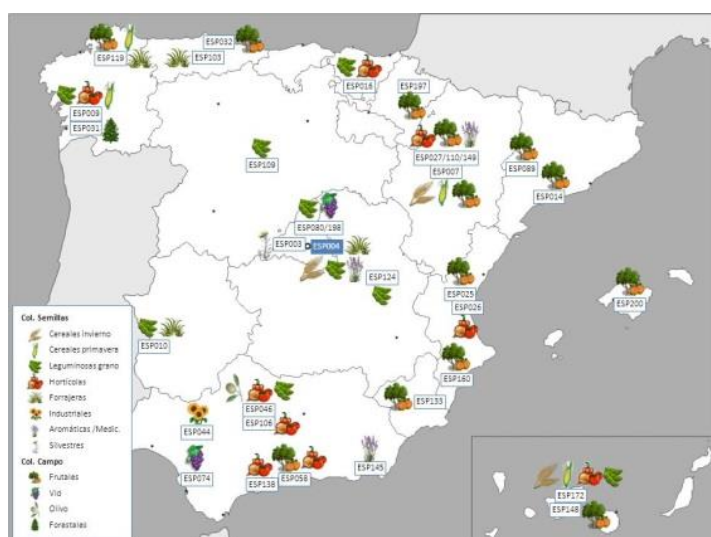 ESP032
ESP119
ESP103
ESP016
ESP197
ESP009
ESP031
ESP027/110/149
ESP007
ESP089
ESP014
ESP109
ESP080/198
ESP003
ESP004
ESP124
ESP025
ESP026
ESP200
ESP010
ESP160
ESP133
ESP046
ESP106
ESP044
ESP074
ESP138
ESP058
ESP145
ESP172
ESP148
Col. Semillas
Cereales Invierno
Cereales primavera
Leguminosas grano
Hortícolas
Forrajeras
Industriales
Aromáticas /Medic.
Silvestres
Col. Campo
Frutales
Vid
Olivo
Forestales